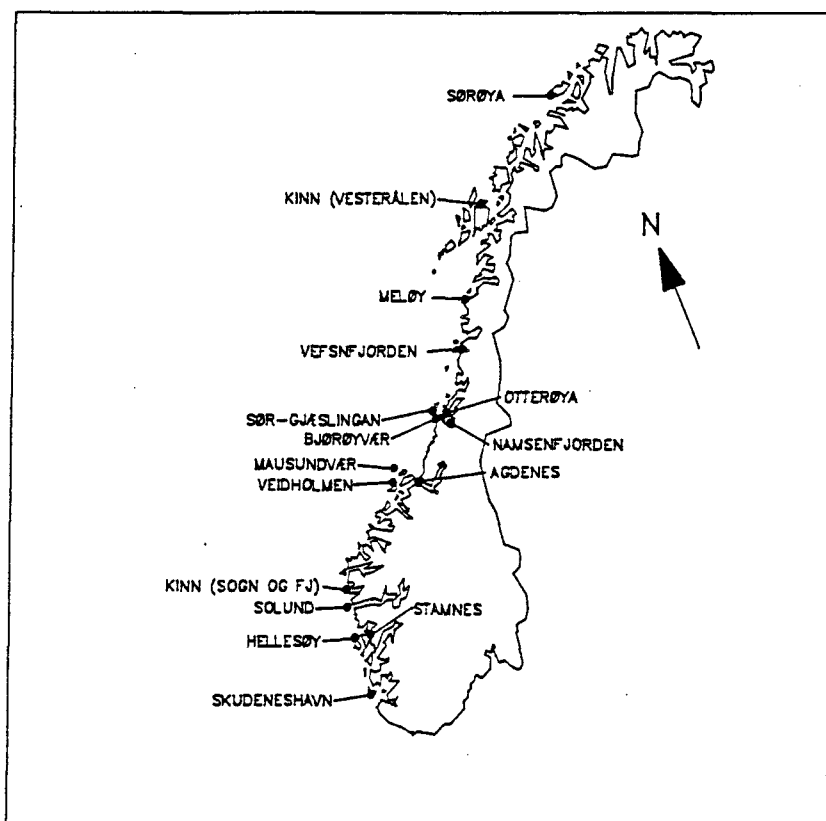 SØRØYA
KINN (VESTERÅLEN)
N
MELØY
VEFSNFJORDEN
OTTERØYA
SØR-GJÆSLINGAN
BJØRØYVÆR
NAMSENFJORDEN
MAUSUNDVÆR
AGDENES
VEIDHOLMEN
KINN (SOGN OG FJ)
SOLUND
STAMNES
HELLESØY
SKUDENESHAVN